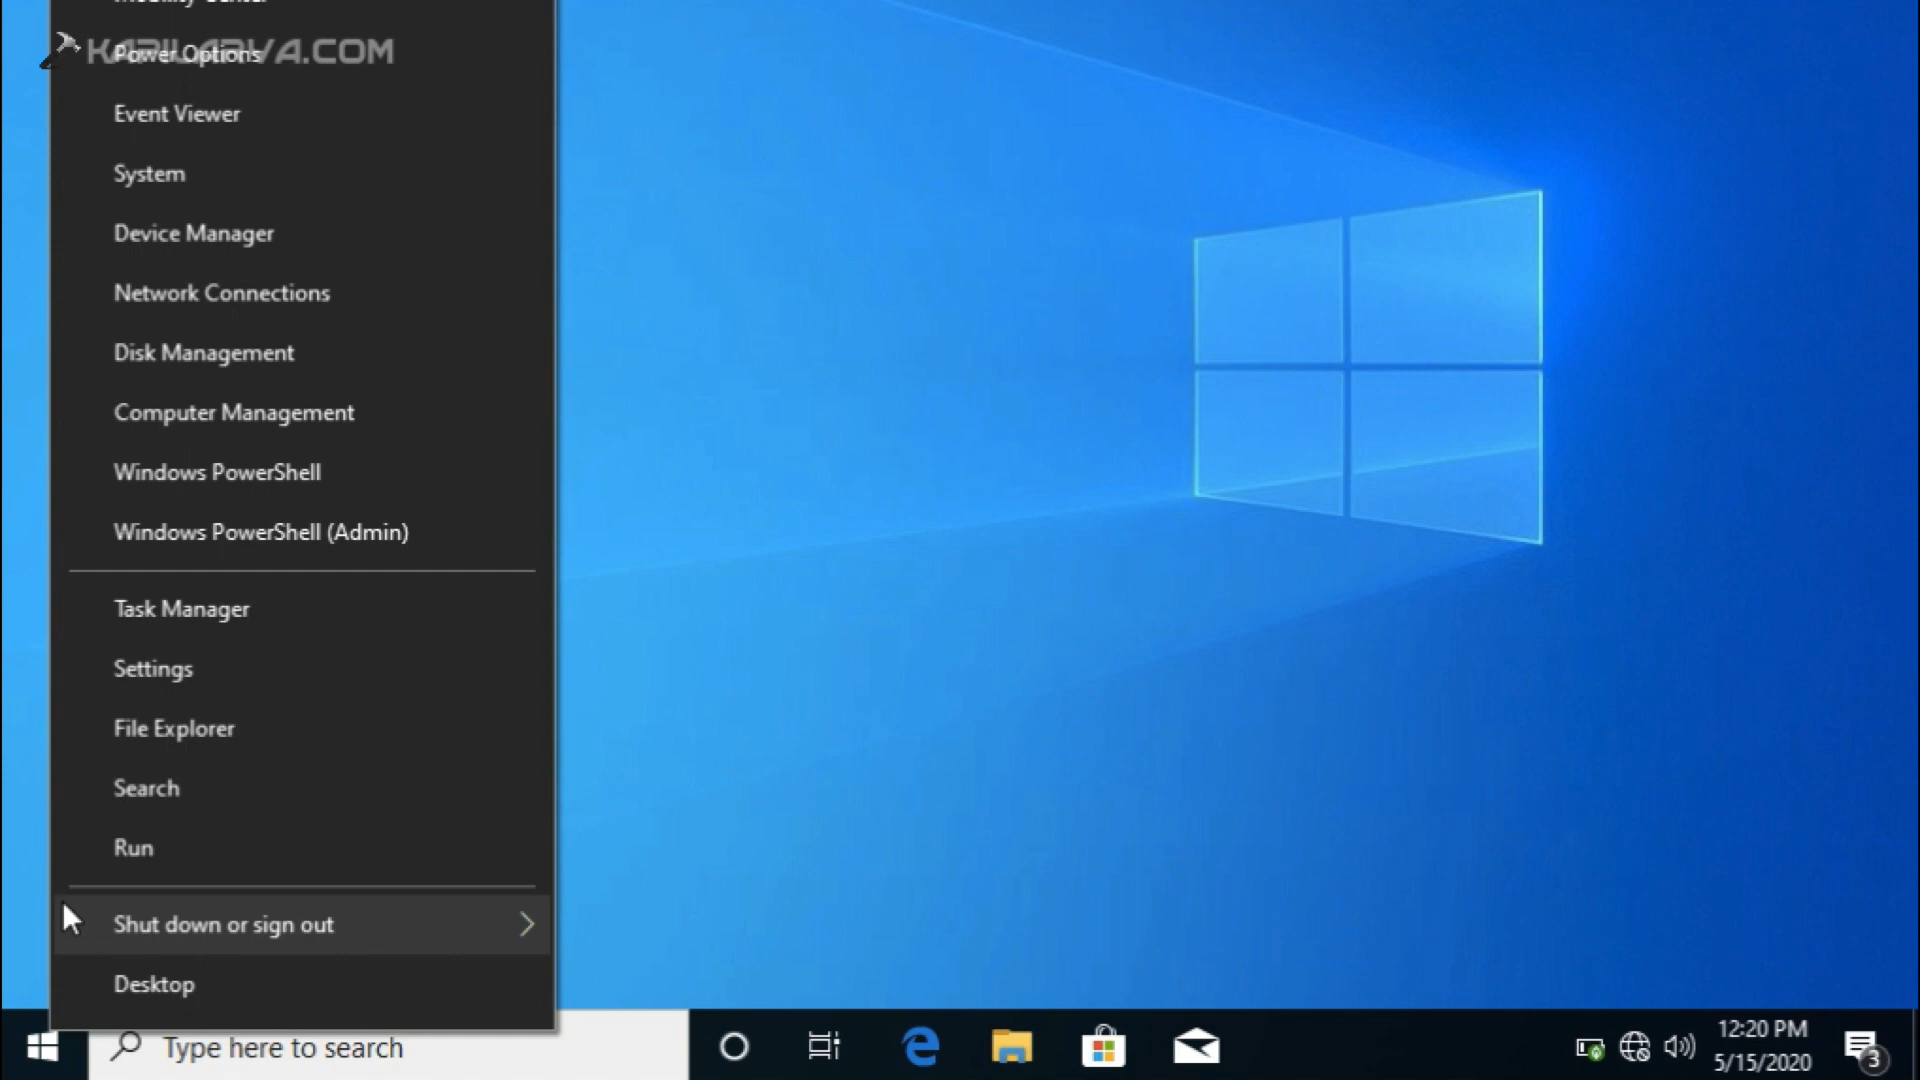 Mobility Center
KAPILARYA.COM
Power Options
Event Viewer
System
Device Manager
Network Connections
Disk Management
Computer Management
Windows PowerShell
Windows PowerShell (Admin)
Task Manager
Settings
File Explorer
Search
Run
Shut down or sign out
Desktop
Type here to search
12:20 PM
5/15/2020
3